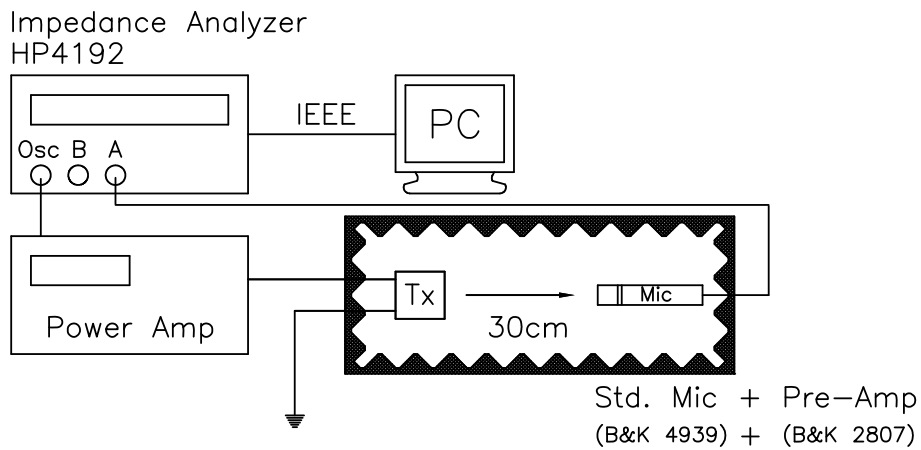 Impedance Analyzer
HP4192
IEEE
PC
Osc B A
Power Amp
Tx
Mic
30cm
Std. Mic + Pre-Amp
(B&K 4939) + (B&K 2807)